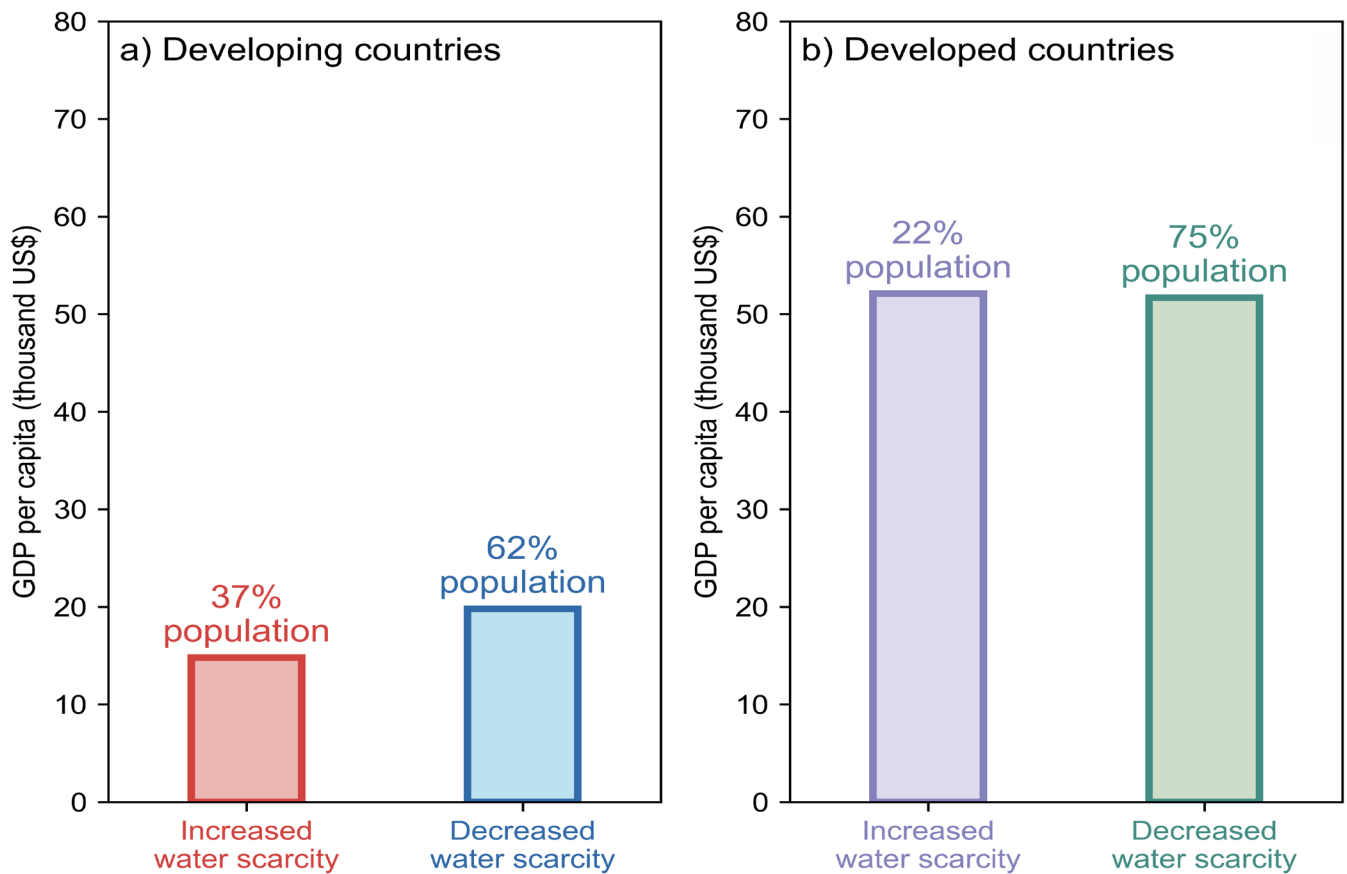 a) Developing countries
GDP per capita (thousand US$)
80
70
60
50
40
30
20
10
0
37%
population
62%
population
Increased
water scarcity
Decreased
water scarcity
b) Developed countries
GDP per capita (thousand US$)
80
70
60
50
40
30
20
10
0
22%
population
75%
population
Increased
water scarcity
Decreased
water scarcity